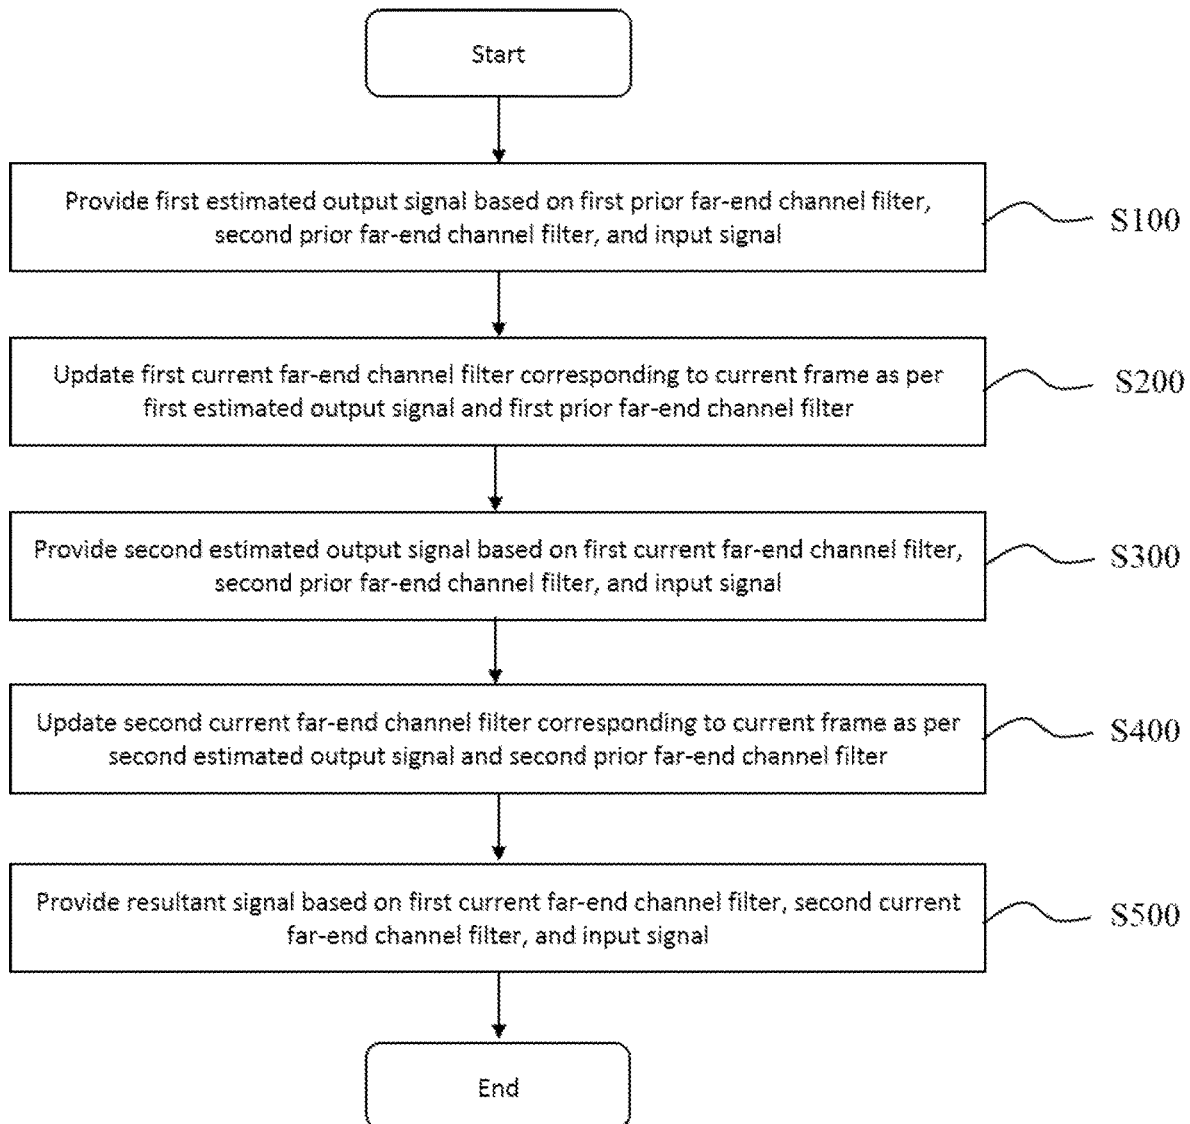 Start
Provide first estimated output signal based on first prior far-end channel filter,
second prior far-end channel filter, and input signal
S100
Update first current far-end channel filter corresponding to current frame as per
first estimated output signal and first prior far-end channel filter
S200
Provide second estimated output signal based on first current far-end channel filter,
second prior far-end channel filter, and input signal
S300
Update second current far-end channel filter corresponding to current frame as per
second estimated output signal and second prior far-end channel filter
S400
Provide resultant signal based on first current far-end channel filter, second current
far-end channel filter, and input signal
S500
End